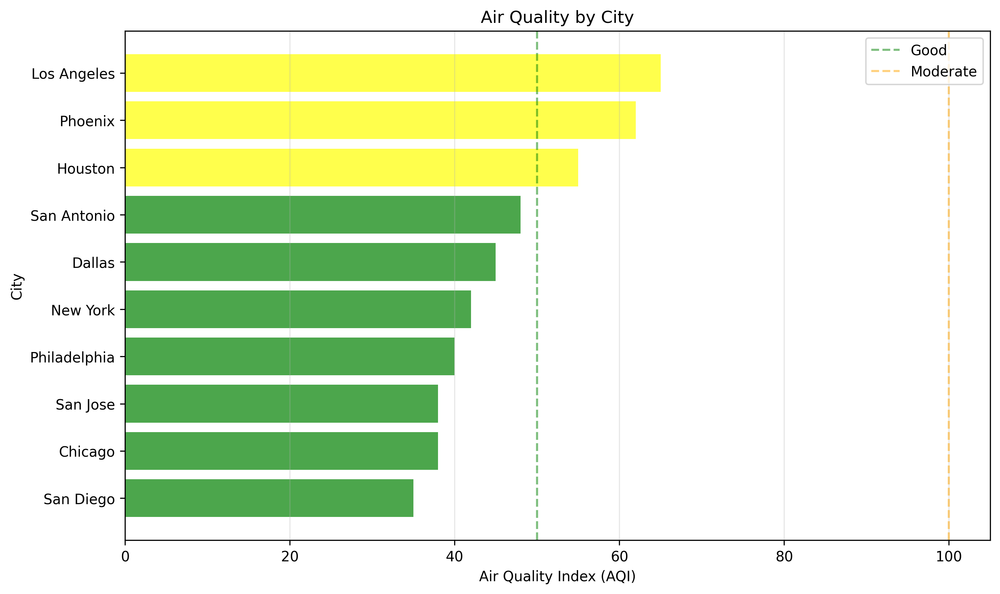 Air Quality by City
Good
Moderate
Los Angeles
Phoenix
Houston
San Antonio
Dallas
New York
Philadelphia
San Jose
Chicago
San Diego
City
0 20 40 60 80 100
Air Quality Index (AQI)